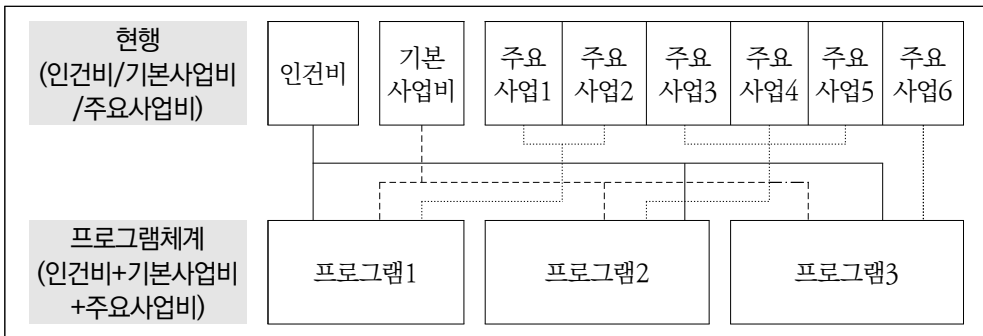 현행
(인건비/기본사업비
/주요사업비)
인건비
기본
사업비
주요
사업1
주요
사업2
주요
사업3
주요
사업4
주요
사업5
주요
사업6
프로그램체계
(인건비+기본사업비
+주요사업비)
프로그램1
프로그램2
프로그램3